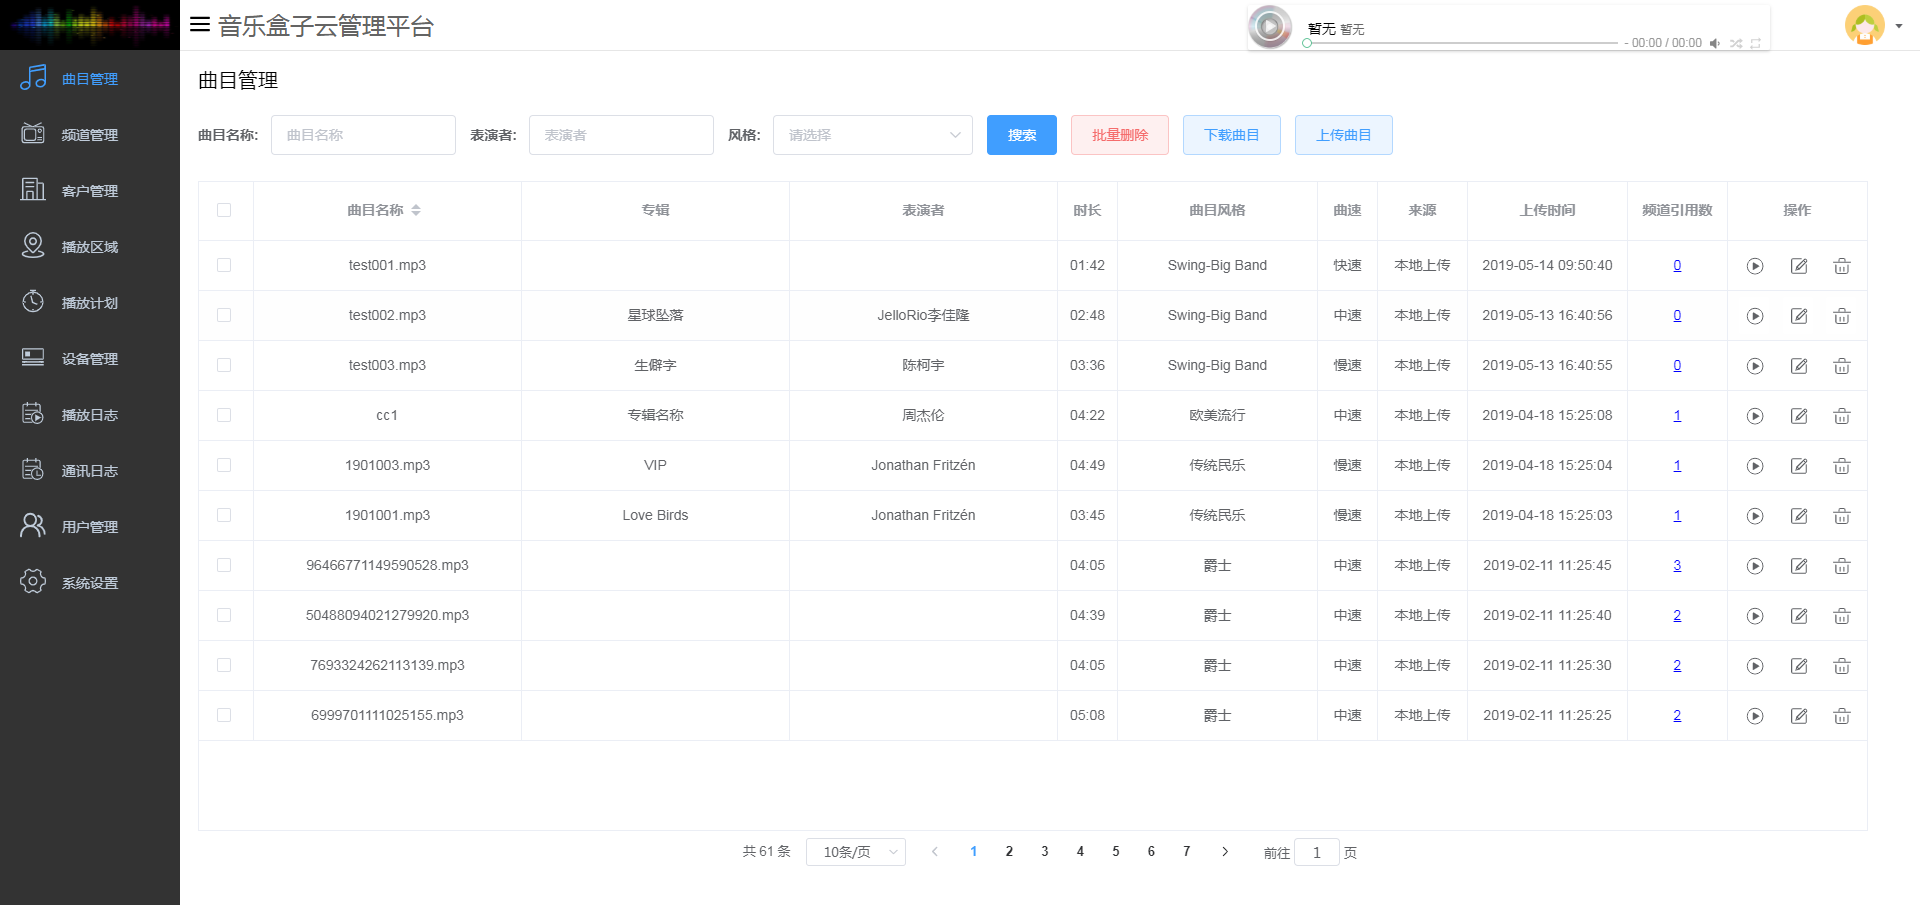 音乐盒子云管理平台
暂无 暂无
- 00:00 / 00:00
曲目管理
频道管理
客户管理
播放区域
播放计划
设备管理
播放日志
通讯日志
用户管理
系统设置
曲目管理
曲目名称: 曲目名称 表演者: 表演者 风格: 请选择 搜索 批量删除 下载曲目 上传曲目
曲目名称 专辑 表演者 时长 曲目风格 曲速 来源 上传时间 频道引用数 操作
test001.mp3 01:42 Swing-Big Band 快速 本地上传 2019-05-14 09:50:40 0
test002.mp3 星球坠落 JelloRio李佳隆 02:48 Swing-Big Band 中速 本地上传 2019-05-13 16:40:56 0
test003.mp3 生僻字 陈柯宇 03:36 Swing-Big Band 慢速 本地上传 2019-05-13 16:40:55 0
cc1 专辑名称 周杰伦 04:22 欧美流行 中速 本地上传 2019-04-18 15:25:08 1
1901003.mp3 VIP Jonathan Fritzén 04:49 传统民乐 慢速 本地上传 2019-04-18 15:25:04 1
1901001.mp3 Love Birds Jonathan Fritzén 03:45 传统民乐 慢速 本地上传 2019-04-18 15:25:03 1
96466771149590528.mp3 04:05 爵士 中速 本地上传 2019-02-11 11:25:45 3
50488094021279920.mp3 04:39 爵士 中速 本地上传 2019-02-11 11:25:40 2
7693324262113139.mp3 04:05 爵士 中速 本地上传 2019-02-11 11:25:30 2
6999701111025155.mp3 05:08 爵士 中速 本地上传 2019-02-11 11:25:25 2
共 61 条 10条/页 1 2 3 4 5 6 7 前往 1 页